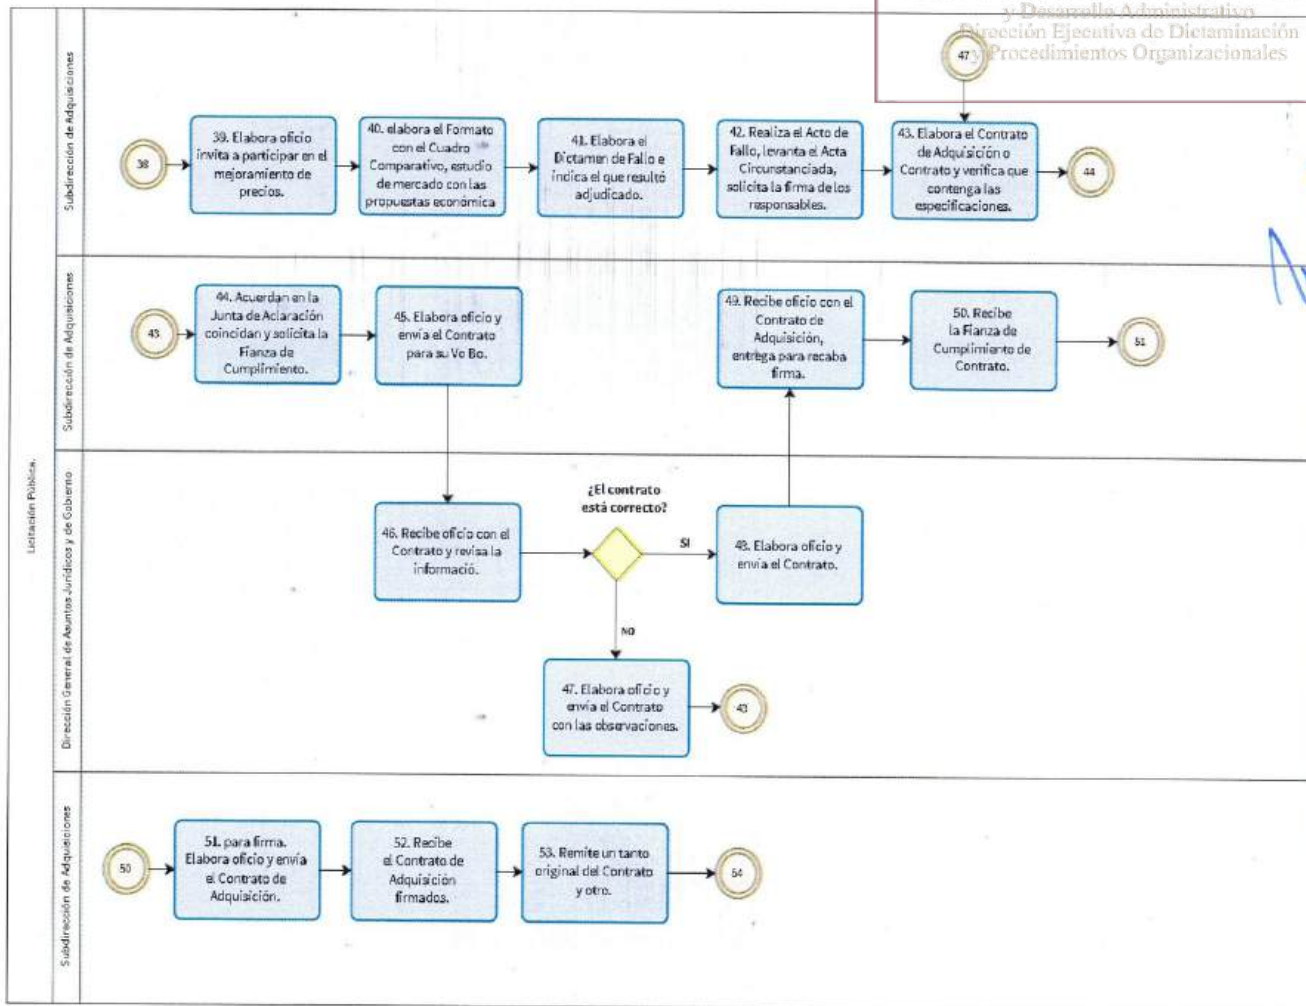 y Desarrollo Administrativo
Dirección Ejecutiva de Dictaminación
y Procedimientos Organizacionales
47
Licitación Pública.
Subdirección de Adquisiciones
38
39. Elabora oficio
invita a participar en el
mejoramiento de
precios.
40. elabora el Formato
con el Cuadro
Comparativo, estudio
de mercado con las
propuestas económica
41. Elabora el
Dictamen de Fallo e
indica el que resultó
adjudicado.
42. Realiza el Acto de
Fallo, levanta el Acta
Circunstanciada,
solicita la firma de los
responsables.
43. Elabora el Contrato
de Adquisición o
Contrato y verifica que
contenga las
especificaciones.
44
Subdirección de Adquisiciones
43
44. Acuerdan en la
Junta de Aclaración
coincidan y solicita la
Fianza de
Cumplimiento.
45. Elabora oficio y
envía el Contrato
para su Vo Bo.
49. Recibe oficio con el
Contrato de
Adquisición,
entrega para recaba
firma.
50. Recibe
la Fianza de
Cumplimiento de
Contrato.
51
Dirección General de Asuntos Jurídicos y de Gobierno
46. Recibe oficio con el
Contrato y revisa la
informació.
¿El contrato
está correcto?
SI
48. Elabora oficio y
envía el Contrato.
NO
47. Elabora oficio y
envía el Contrato
con las observaciones.
43
Subdirección de Adquisiciones
50
51. para firma.
Elabora oficio y envía
el Contrato de
Adquisición.
52. Recibe
el Contrato de
Adquisición
firmados.
53. Remite un tanto
original del Contrato
y otro.
54